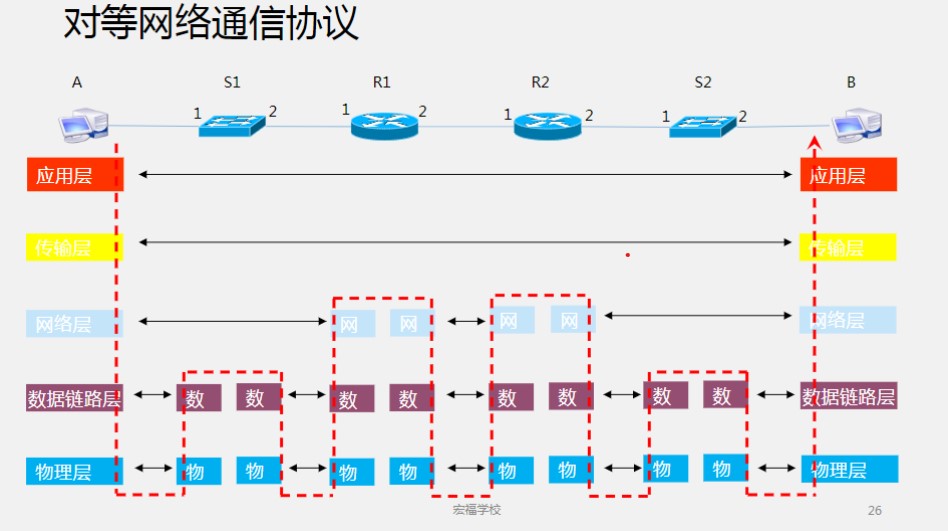 对等网络通信协议
A S1 R1 R2 S2 B
1 2 1 2 1 2 1 2
应用层 应用层
传输层 传输层
网络层 网 网 网 网 网络层
数据链路层 数 数 数 数 数 数 数 数 数据链路层
物理层 物 物 物 物 物 物 物 物 物理层
宏福学校 26